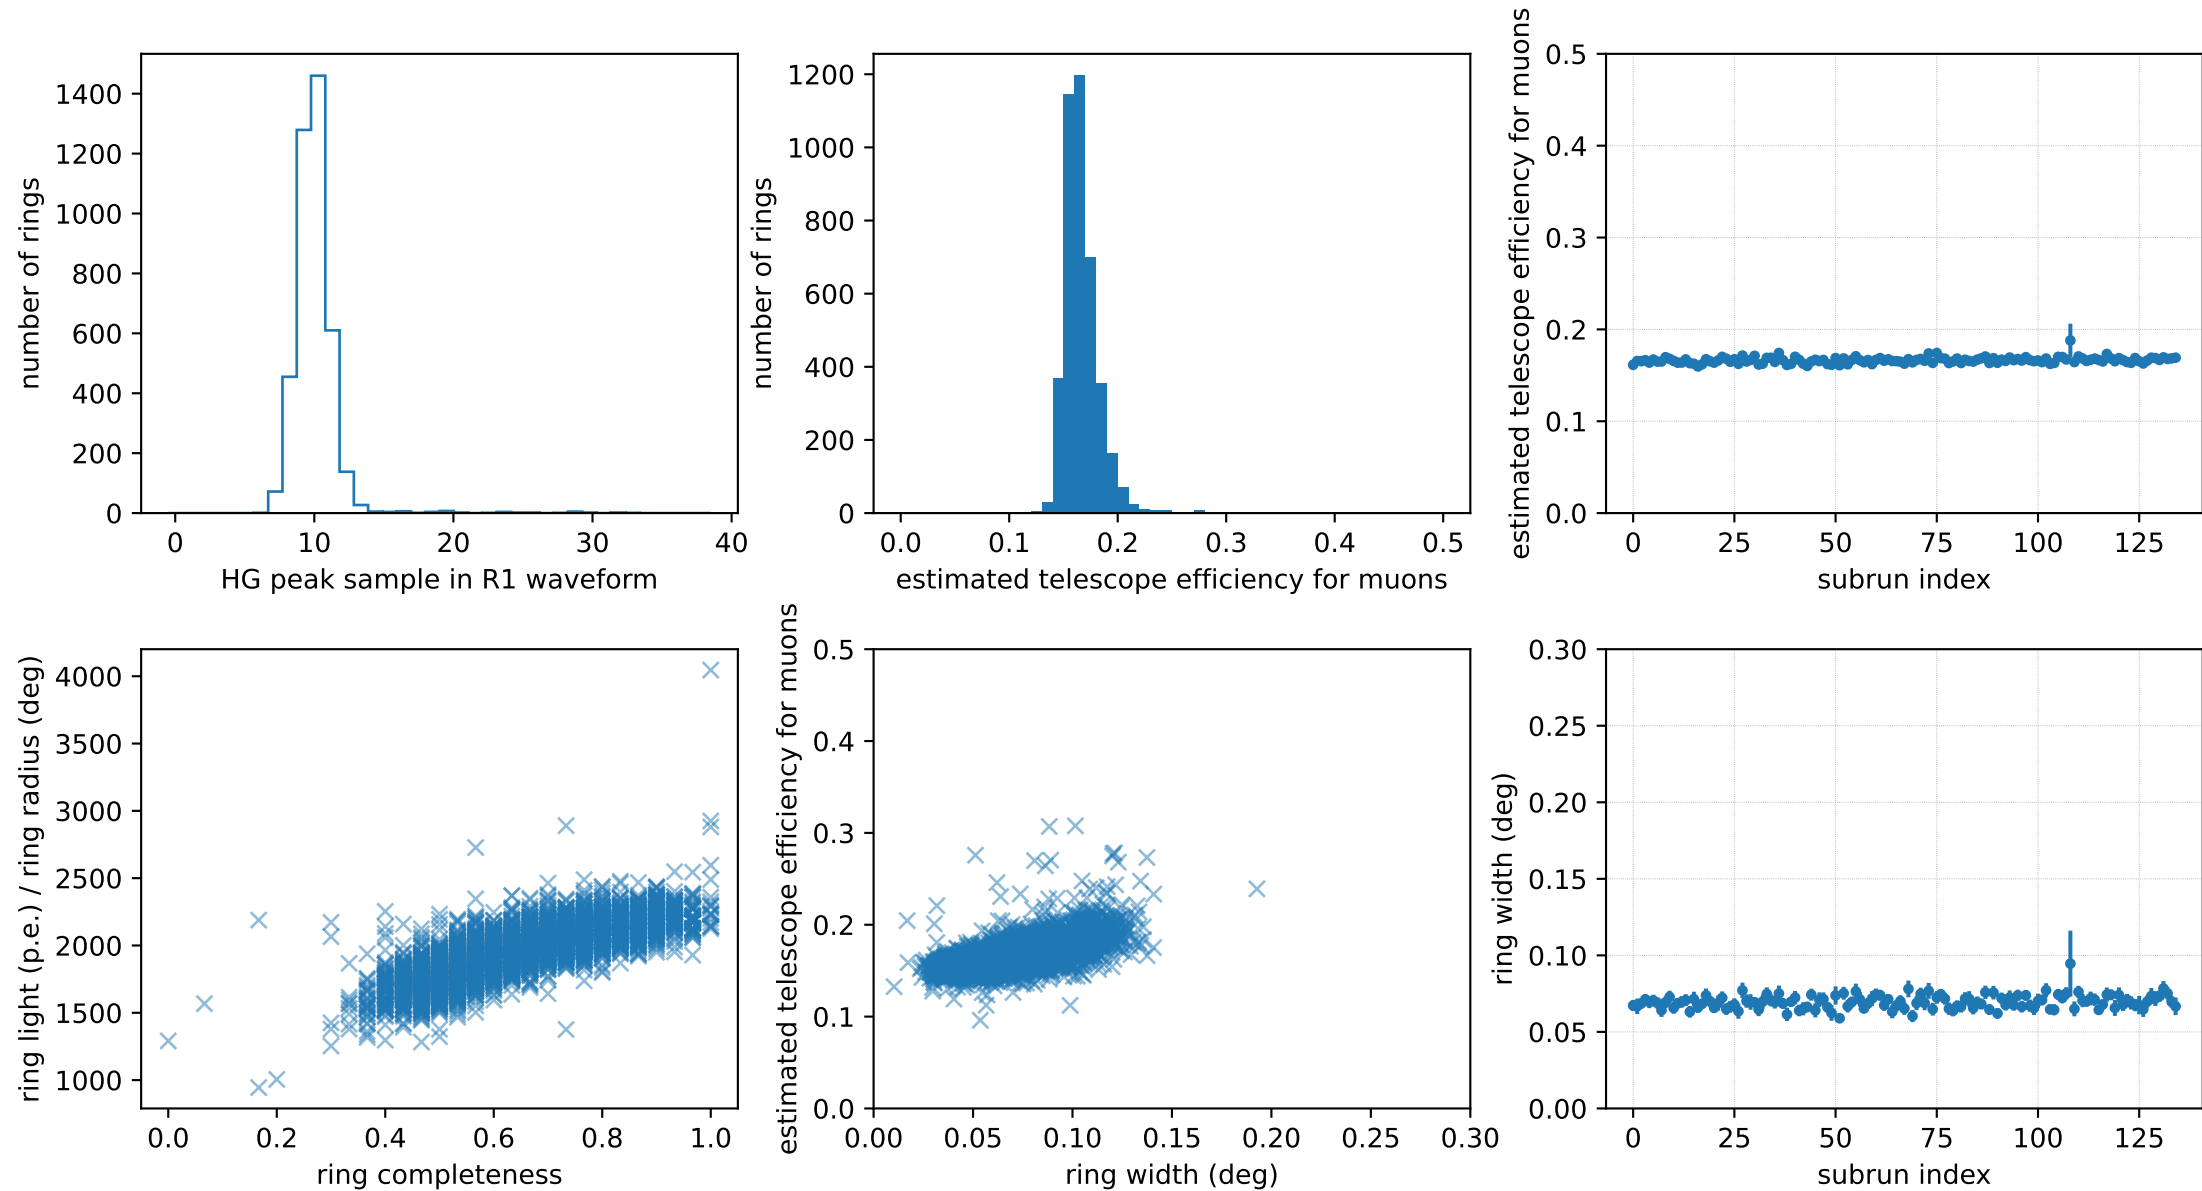 number of rings
1400
1200
1000
800
600
400
200
0
0 10 20 30 40
HG peak sample in R1 waveform
number of rings
1200
1000
800
600
400
200
0
0.0 0.1 0.2 0.3 0.4 0.5
estimated telescope efficiency for muons
estimated telescope efficiency for muons
0.5
0.4
0.3
0.2
0.1
0.0
0 25 50 75 100 125
subrun index
ring light (p.e.) / ring radius (deg)
4000
3500
3000
2500
2000
1500
1000
0.0 0.2 0.4 0.6 0.8 1.0
ring completeness
estimated telescope efficiency for muons
0.5
0.4
0.3
0.2
0.1
0.0
0.00 0.05 0.10 0.15 0.20 0.25 0.30
ring width (deg)
ring width (deg)
0.30
0.25
0.20
0.15
0.10
0.05
0.00
0 25 50 75 100 125
subrun index